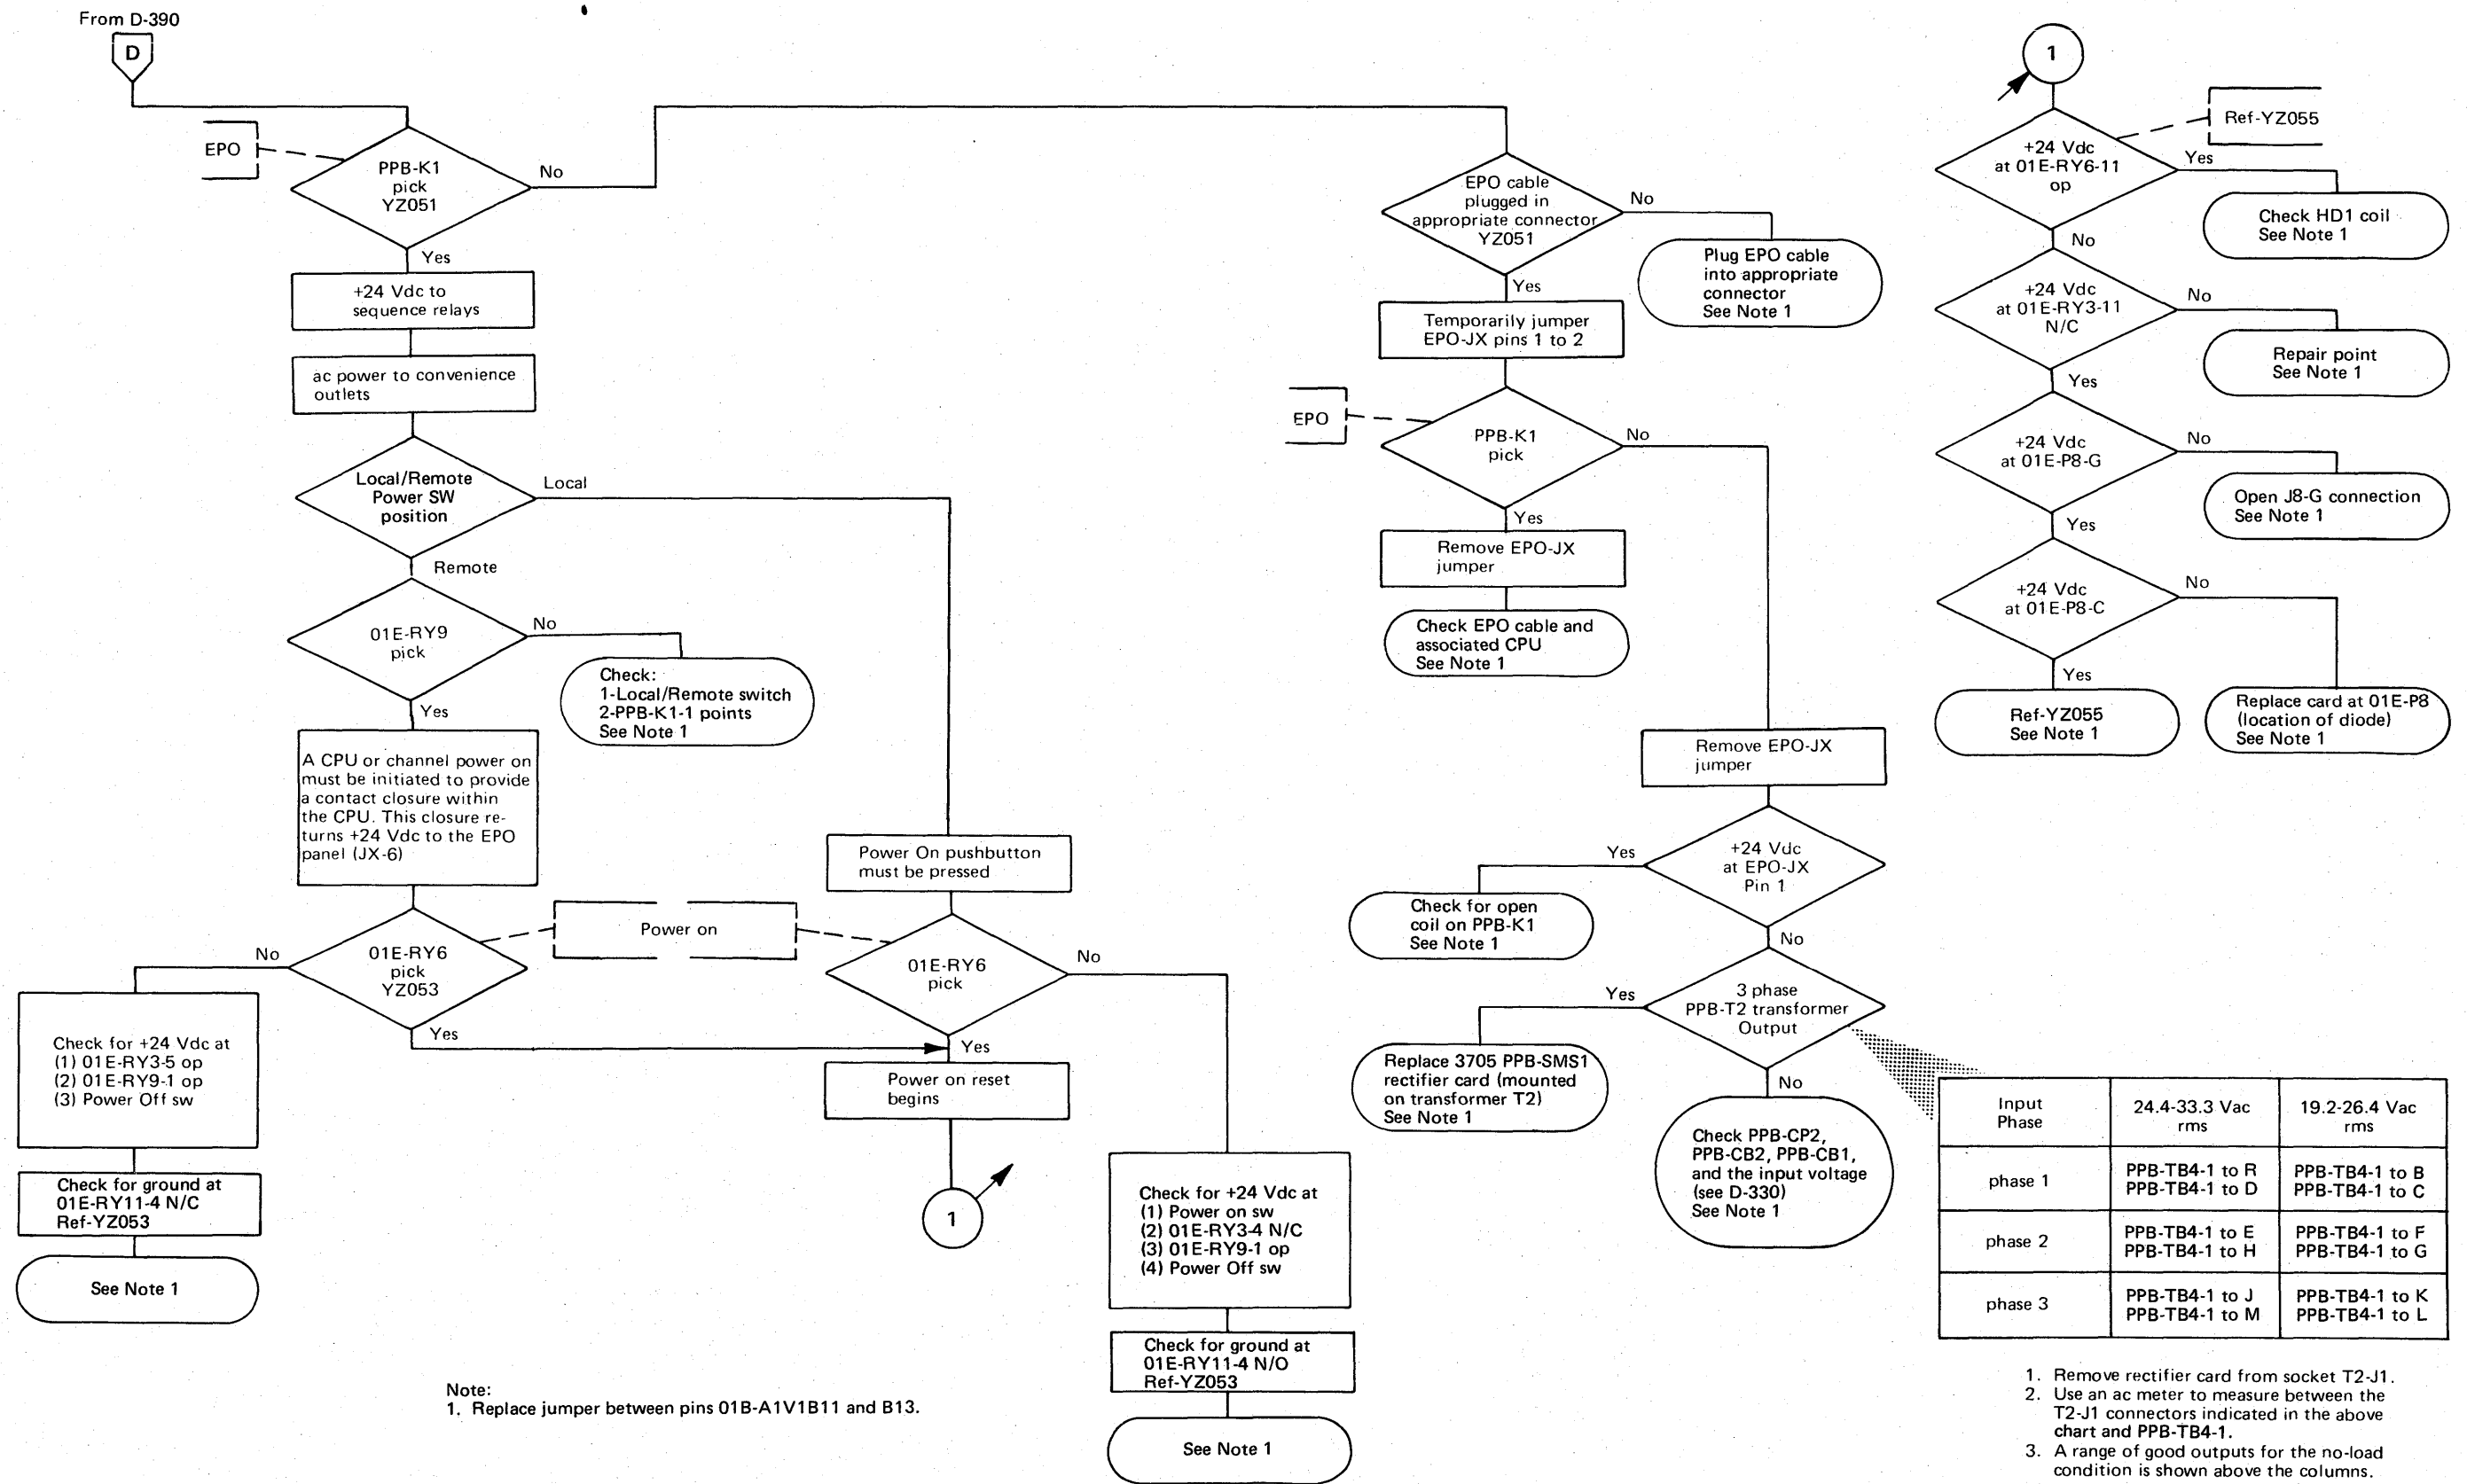 From D-390
D
EPO
PPB-K1
pick
YZ051
No
Yes
+24 Vdc to
sequence relays
ac power to convenience
outlets
Local/Remote
Power SW
position
Local
Remote
01E-RY9
pick
No
Check:
1-Local/Remote switch
2-PPB-K1-1 points
See Note 1
Yes
A CPU or channel power on
must be initiated to provide
a contact closure within
the CPU. This closure re-
turns +24 Vdc to the EPO
panel (JX-6)
01E-RY6
pick
YZ053
No
Yes
Power on
Check for +24 Vdc at
(1) 01E-RY3-5 op
(2) 01E-RY9-1 op
(3) Power Off sw
Check for ground at
01E-RY11-4 N/C
Ref-YZ053
See Note 1
Power On pushbutton
must be pressed
01E-RY6
pick
No
Yes
Power on reset
begins
1
Check for +24 Vdc at
(1) Power on sw
(2) 01E-RY3-4 N/C
(3) 01E-RY9-1 op
(4) Power Off sw
Check for ground at
01E-RY11-4 N/O
Ref-YZ053
See Note 1
Note:
1. Replace jumper between pins 01B-A1V1B11 and B13.
EPO cable
plugged in
appropriate connector
YZ051
No
Plug EPO cable
into appropriate
connector
See Note 1
Yes
Temporarily jumper
EPO-JX pins 1 to 2
EPO
PPB-K1
pick
No
Yes
Remove EPO-JX
jumper
Check EPO cable and
associated CPU
See Note 1
Remove EPO-JX
jumper
+24 Vdc
at EPO-JX
Pin 1
Yes
Check for open
coil on PPB-K1
See Note 1
No
3 phase
PPB-T2 transformer
Output
Yes
Replace 3705 PPB-SMS1
rectifier card (mounted
on transformer T2)
See Note 1
No
Check PPB-CP2,
PPB-CB2, PPB-CB1,
and the input voltage
(see D-330)
See Note 1
1
Ref-YZ055
+24 Vdc
at 01E-RY6-11
op
Yes
Check HD1 coil
See Note 1
No
+24 Vdc
at 01E-RY3-11
N/C
No
Repair point
See Note 1
Yes
+24 Vdc
at 01E-P8-G
No
Open J8-G connection
See Note 1
Yes
+24 Vdc
at 01E-P8-C
No
Replace card at 01E-P8
(location of diode)
See Note 1
Yes
Ref-YZ055
See Note 1
Input
Phase
24.4-33.3 Vac
rms
19.2-26.4 Vac
rms
phase 1
PPB-TB4-1 to R
PPB-TB4-1 to D
PPB-TB4-1 to B
PPB-TB4-1 to C
phase 2
PPB-TB4-1 to E
PPB-TB4-1 to H
PPB-TB4-1 to F
PPB-TB4-1 to G
phase 3
PPB-TB4-1 to J
PPB-TB4-1 to M
PPB-TB4-1 to K
PPB-TB4-1 to L
1. Remove rectifier card from socket T2-J1.
2. Use an ac meter to measure between the
T2-J1 connectors indicated in the above
chart and PPB-TB4-1.
3. A range of good outputs for the no-load
condition is shown above the columns.